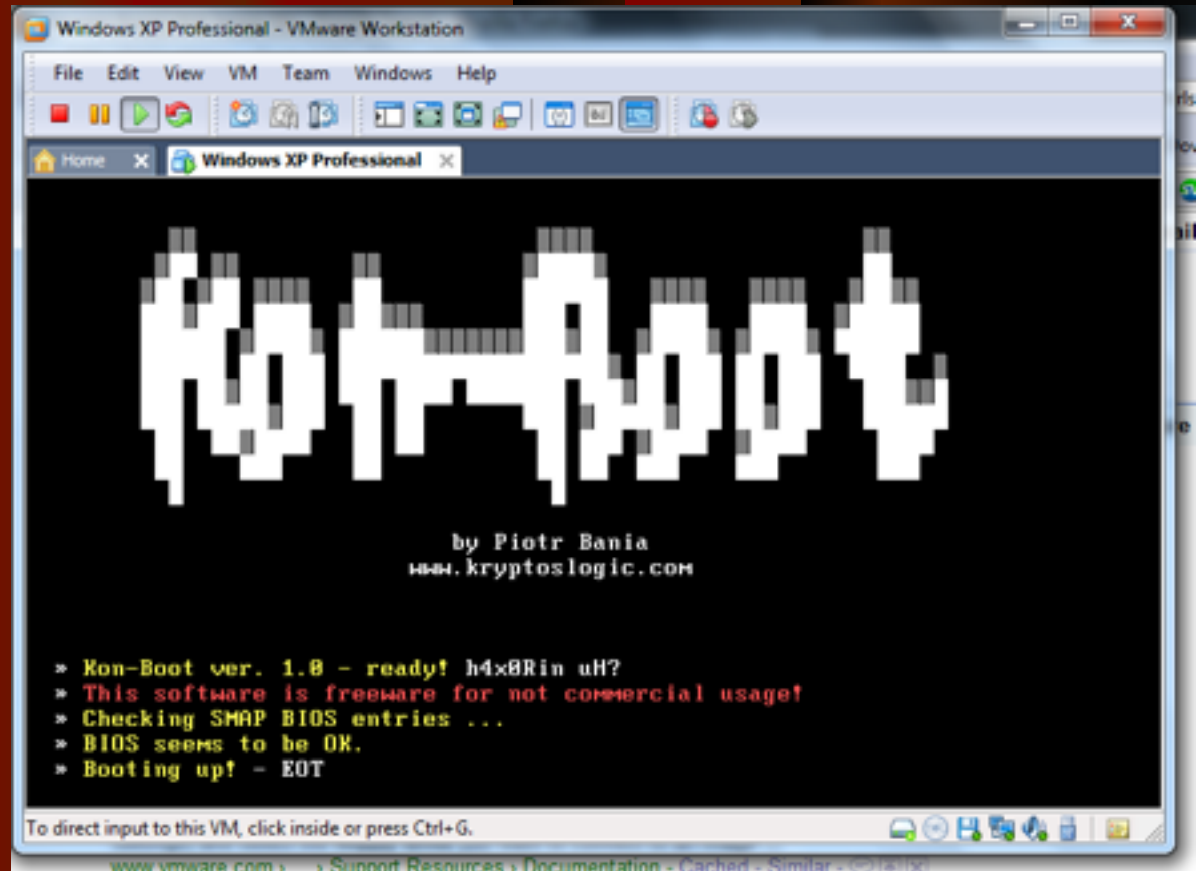 Windows XP Professional - VMware Workstation
File Edit View VM Team Windows Help
Home Windows XP Professional
Kon-Boot
by Piotr Bania
www.kryptoslogic.com
» Kon-Boot ver. 1.0 - ready! h4x0Rin uH?
» This software is freeware for not commercial usage!
» Checking SMAP BIOS entries ...
» BIOS seems to be OK.
» Booting up! - EOT
To direct input to this VM, click inside or press Ctrl+G.
www.vmware.com › ... › Support Resources › Documentation - Cached - Similar -